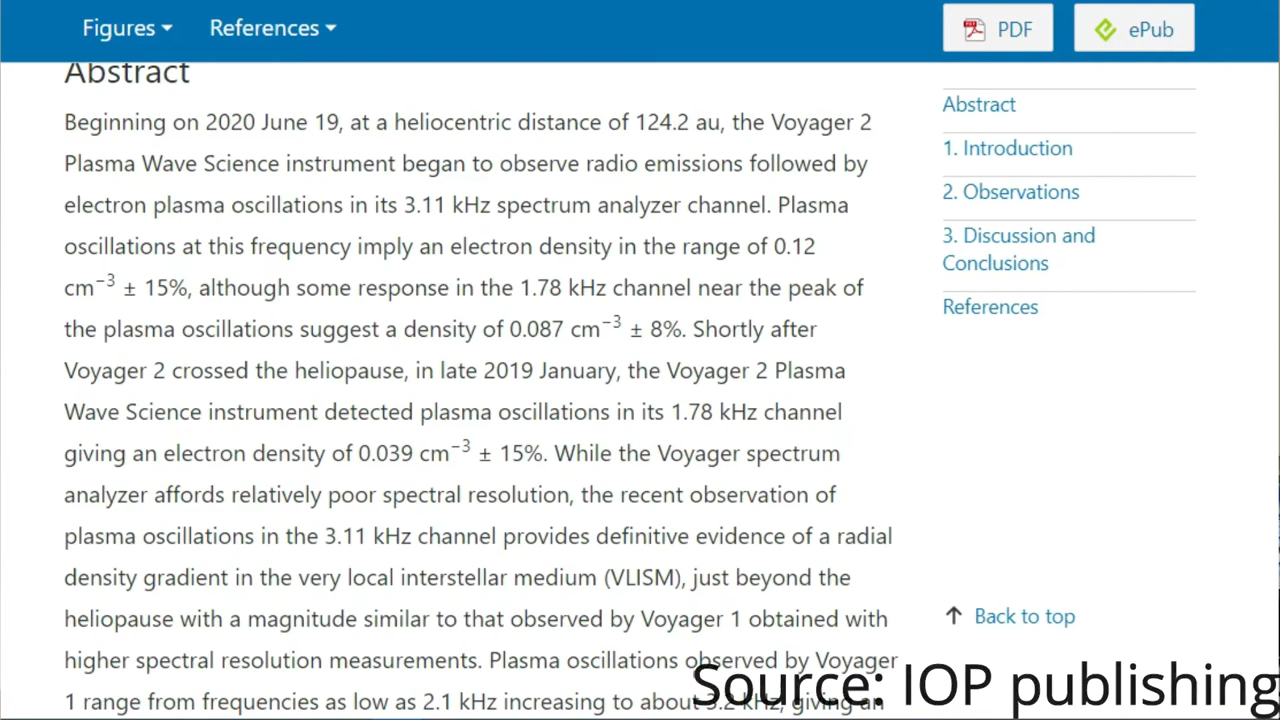 Figures References PDF ePub
Abstract
Beginning on 2020 June 19, at a heliocentric distance of 124.2 au, the Voyager 2
Plasma Wave Science instrument began to observe radio emissions followed by
electron plasma oscillations in its 3.11 kHz spectrum analyzer channel. Plasma
oscillations at this frequency imply an electron density in the range of 0.12
cm⁻³ ± 15%, although some response in the 1.78 kHz channel near the peak of
the plasma oscillations suggest a density of 0.087 cm⁻³ ± 8%. Shortly after
Voyager 2 crossed the heliopause, in late 2019 January, the Voyager 2 Plasma
Wave Science instrument detected plasma oscillations in its 1.78 kHz channel
giving an electron density of 0.039 cm⁻³ ± 15%. While the Voyager spectrum
analyzer affords relatively poor spectral resolution, the recent observation of
plasma oscillations in the 3.11 kHz channel provides definitive evidence of a radial
density gradient in the very local interstellar medium (VLISM), just beyond the
heliopause with a magnitude similar to that observed by Voyager 1 obtained with
higher spectral resolution measurements. Plasma oscillations observed by Voyager
1 range from frequencies as low as 2.1 kHz increasing to about 3.2 kHz, giving an
Abstract
1. Introduction
2. Observations
3. Discussion and
Conclusions
References
Back to top
Source: IOP publishing